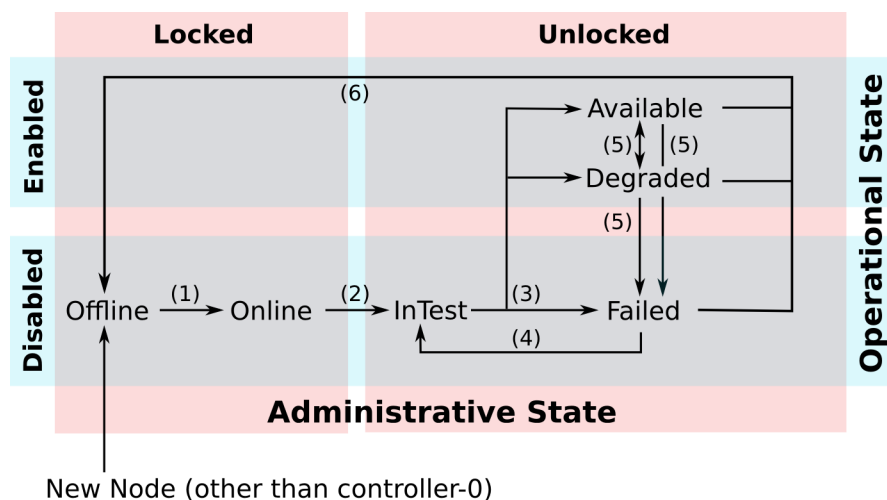 Locked
Unlocked
Enabled
(6)
Available
(5)
(5)
Degraded
Operational State
Disabled
(5)
Offline
(1)
Online
(2)
InTest
(3)
Failed
(4)
Administrative State
New Node (other than controller-0)